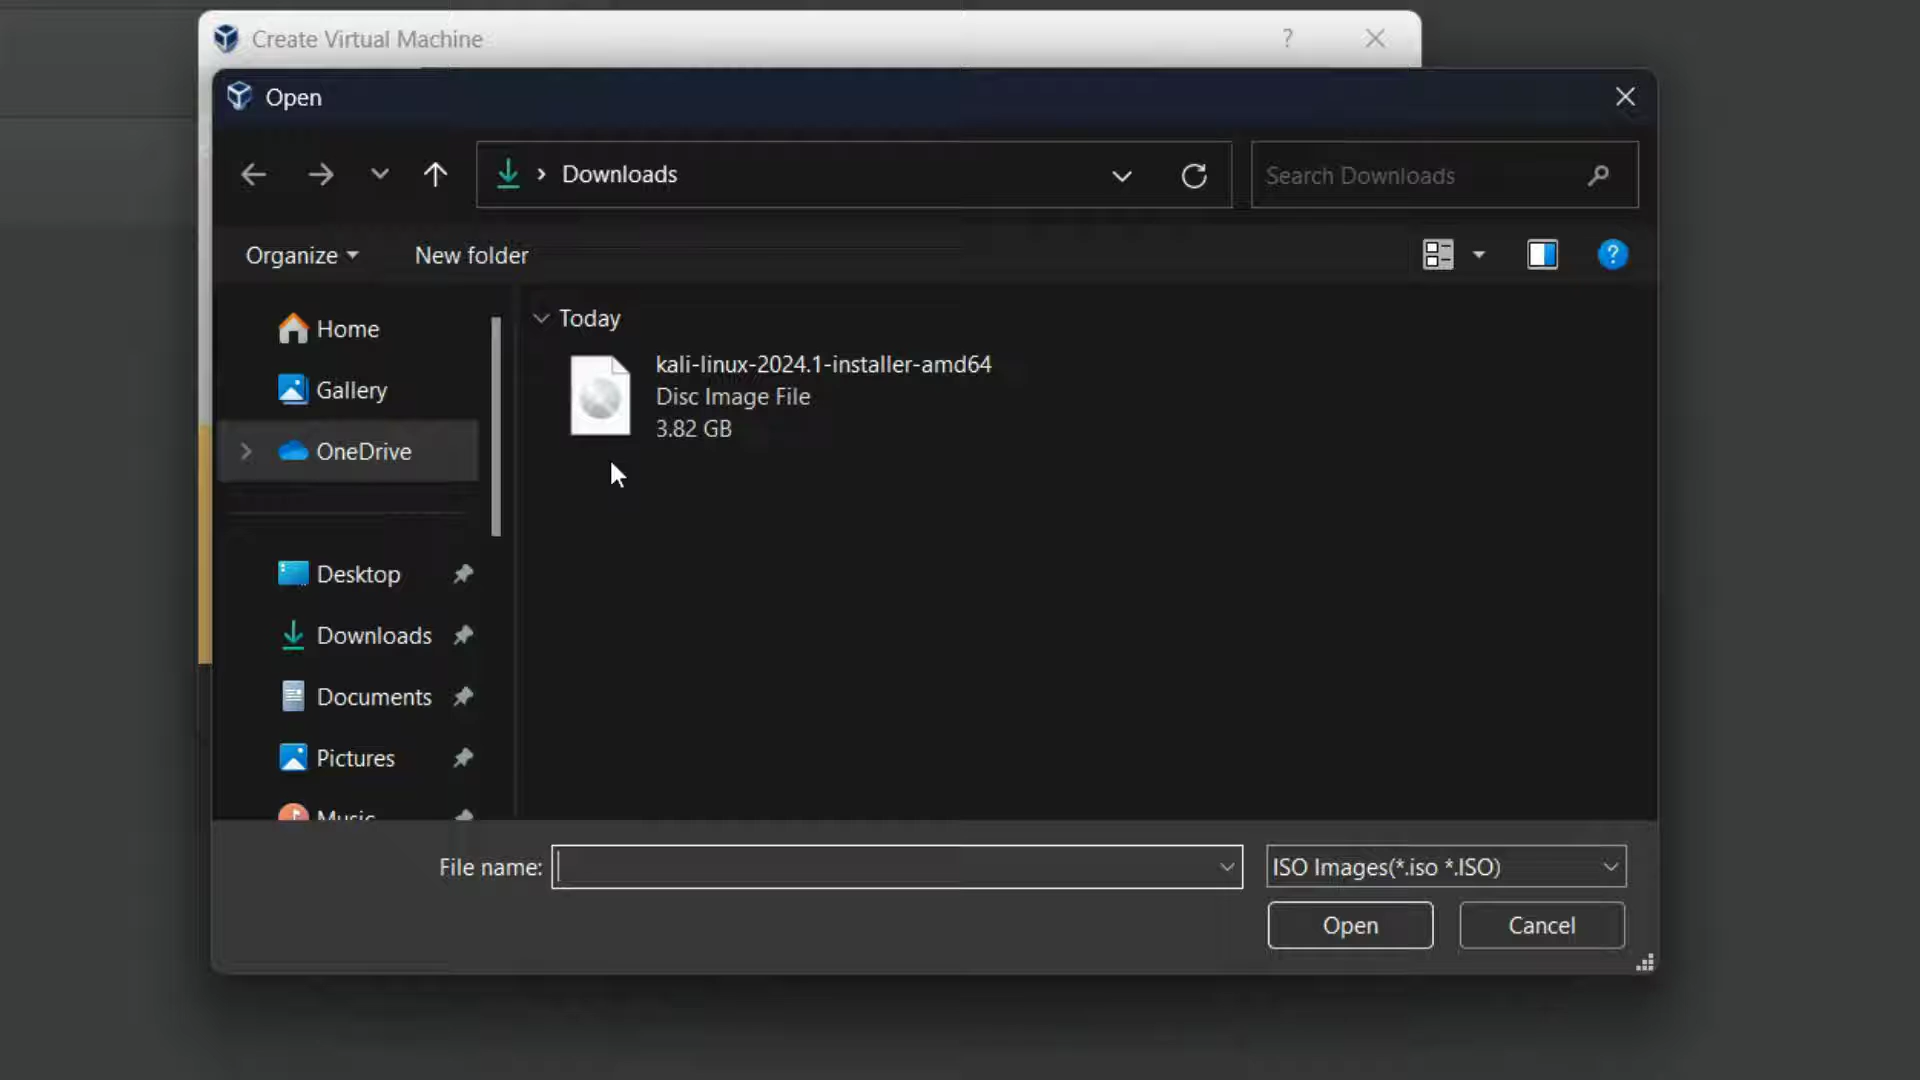 Create Virtual Machine
?
Open
Downloads
Search Downloads
Organize
New folder
?
Home
Gallery
OneDrive
Desktop
Downloads
Documents
Pictures
Music
Today
kali-linux-2024.1-installer-amd64
Disc Image File
3.82 GB
File name:
ISO Images(*.iso *.ISO)
Open
Cancel